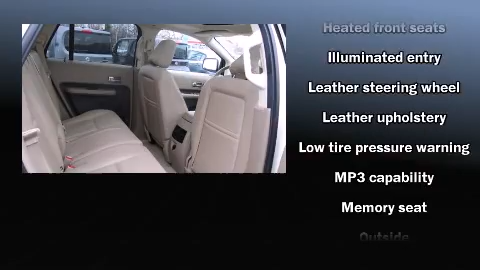 Heated front seats
Illuminated entry
Leather steering wheel
Leather upholstery
Low tire pressure warning
MP3 capability
Memory seat
Outside